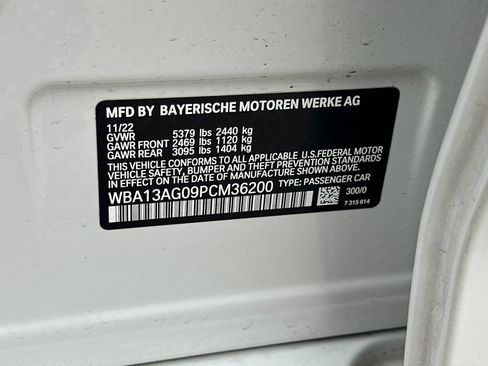 MFD BY BAYERISCHE MOTOREN WERKE AG
11/22
GVWR 5379 lbs 2440 kg
GAWR FRONT 2469 lbs 1120 kg
GAWR REAR 3095 lbs 1404 kg
THIS VEHICLE CONFORMS TO ALL APPLICABLE U.S.FEDERAL MOTOR
VEHICLE SAFETY, BUMPER, AND THEFT PREVENTION STANDARDS
IN EFFECT ON THE DATE OF MANUFACTURE SHOWN ABOVE.
WBA13AG09PCM36200 TYPE: PASSENGER CAR
300/0
7 315 814